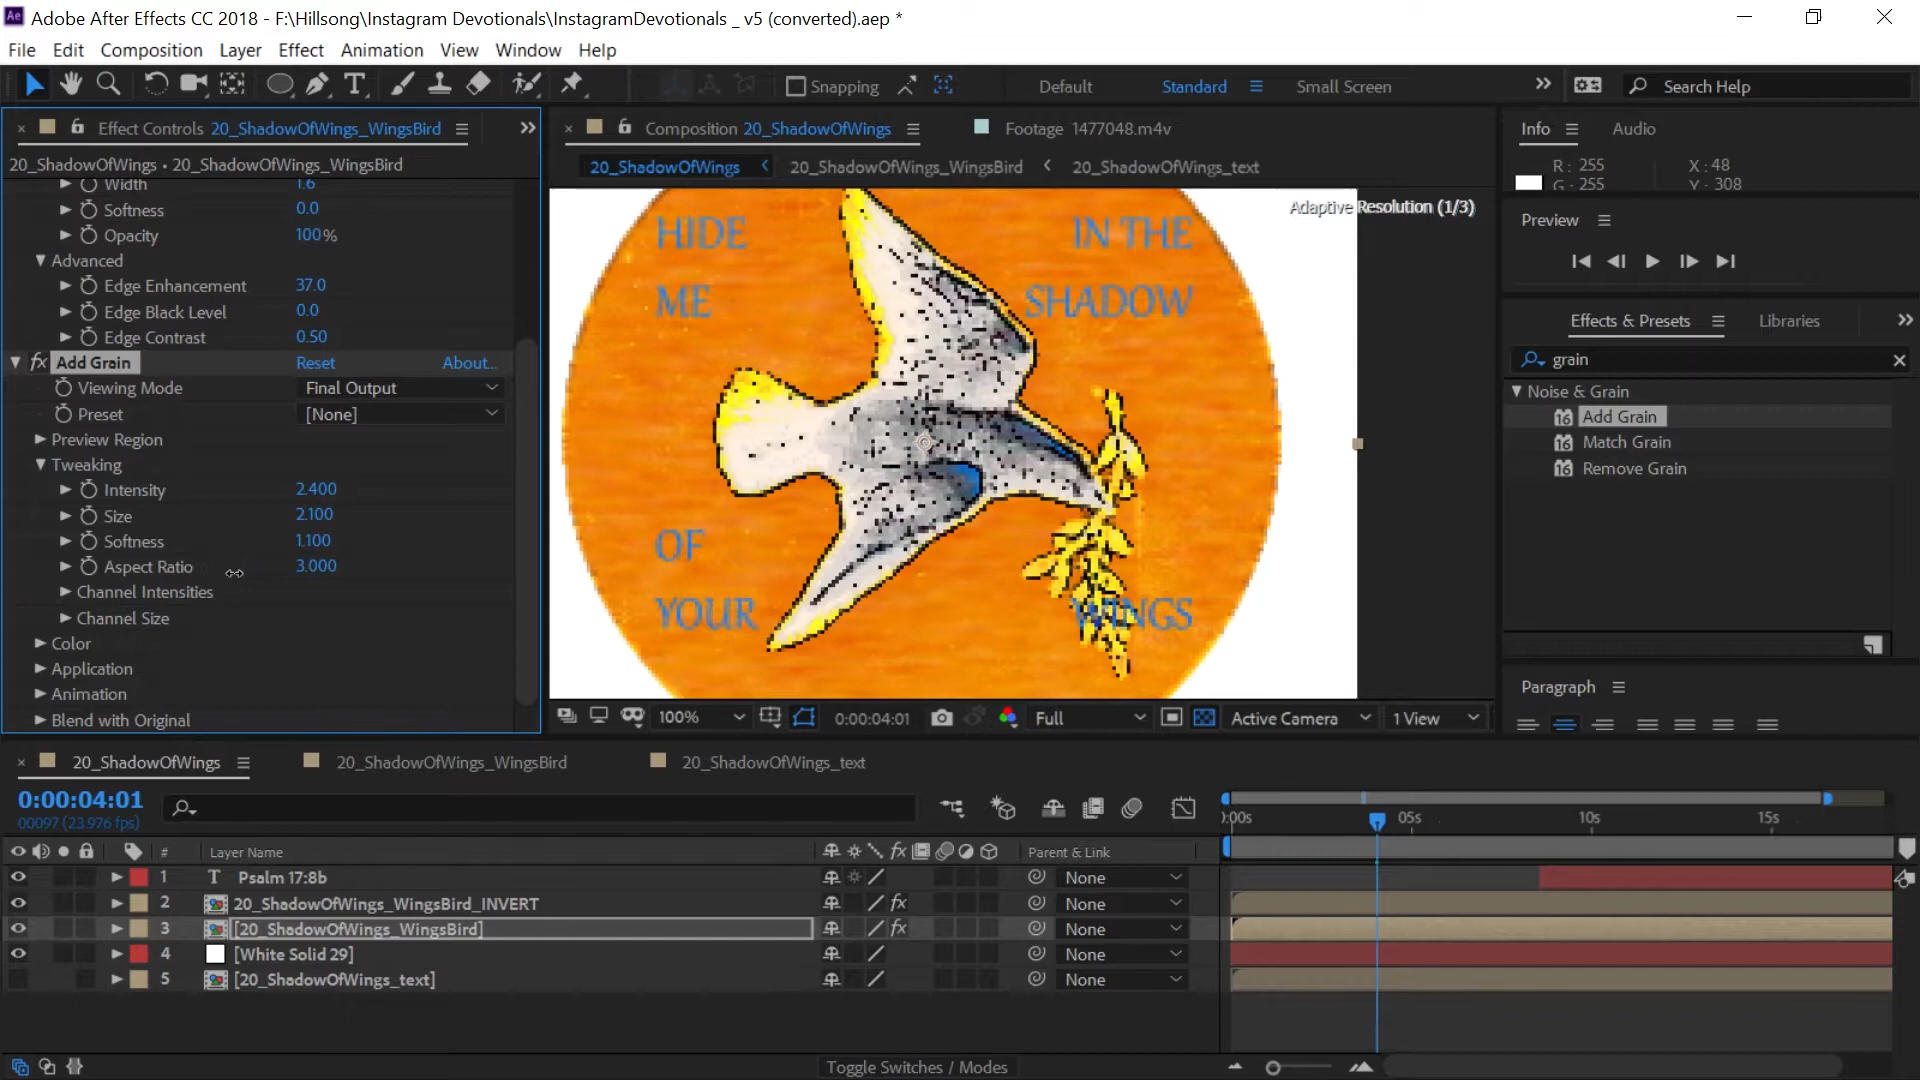 Adobe After Effects CC 2018 - F:\Hillsong\Instagram Devotionals\InstagramDevotionals _ v5 (converted).aep *
File Edit Composition Layer Effect Animation View Window Help
Snapping Default Standard Small Screen Search Help
Effect Controls 20_ShadowOfWings_WingsBird
20_ShadowOfWings • 20_ShadowOfWings_WingsBird
Width 1.6
Softness 0.0
Opacity 100%
Advanced
Edge Enhancement 37.0
Edge Black Level 0.0
Edge Contrast 0.50
fx Add Grain Reset About...
Viewing Mode Final Output
Preset [None]
Preview Region
Tweaking
Intensity 2.400
Size 2.100
Softness 1.100
Aspect Ratio 3.000
Channel Intensities
Channel Size
Color
Application
Animation
Blend with Original
Composition 20_ShadowOfWings Footage 1477048.m4v
20_ShadowOfWings 20_ShadowOfWings_WingsBird 20_ShadowOfWings_text
Adaptive Resolution (1/3)
HIDE IN THE
ME SHADOW
OF
YOUR WINGS
100% 0:00:04:01 Full Active Camera 1 View
Info Audio
R: 255 X: 48
G: 255 Y: 308
Preview
Effects & Presets Libraries
grain
Noise & Grain
16 Add Grain
16 Match Grain
16 Remove Grain
Paragraph
20_ShadowOfWings 20_ShadowOfWings_WingsBird 20_ShadowOfWings_text
0:00:04:01
00097 (23.976 fps)
):00s 05s 10s 15s
# Layer Name fx Parent & Link
1 T Psalm 17:8b None
2 20_ShadowOfWings_WingsBird_INVERT fx None
3 [20_ShadowOfWings_WingsBird] fx None
4 [White Solid 29] None
5 [20_ShadowOfWings_text] None
Toggle Switches / Modes